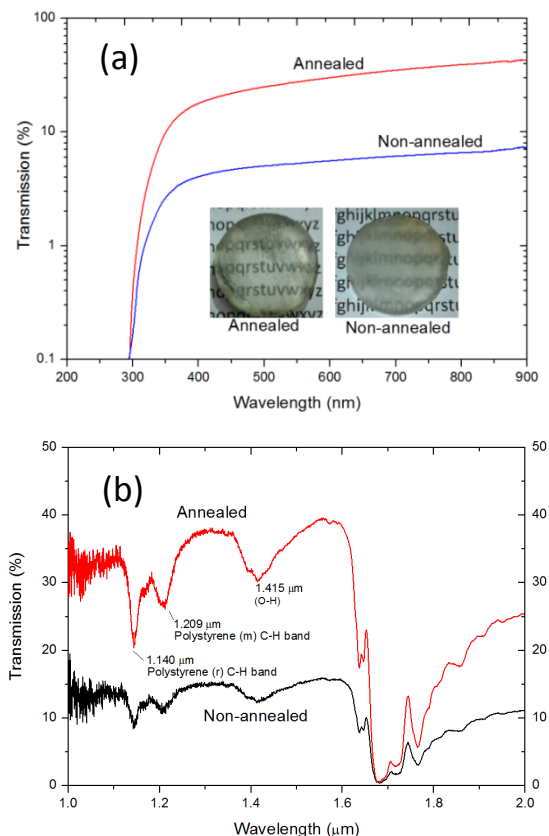 (a)
100
10
1
0.1
Transmission (%)
Annealed
Non-annealed
nopqrstuvwxyz
Annealed
fghijklmnopqrstu
Non-annealed
200 300 400 500 600 700 800 900
Wavelength (nm)
(b)
50
40
30
20
10
0
Transmission (%)
Annealed
1.415 μm
(O-H)
1.209 μm
Polystyrene (m) C-H band
1.140 μm
Polystyrene (r) C-H band
Non-annealed
50
40
30
20
10
0
1.0 1.2 1.4 1.6 1.8 2.0
Wavelength (μm)